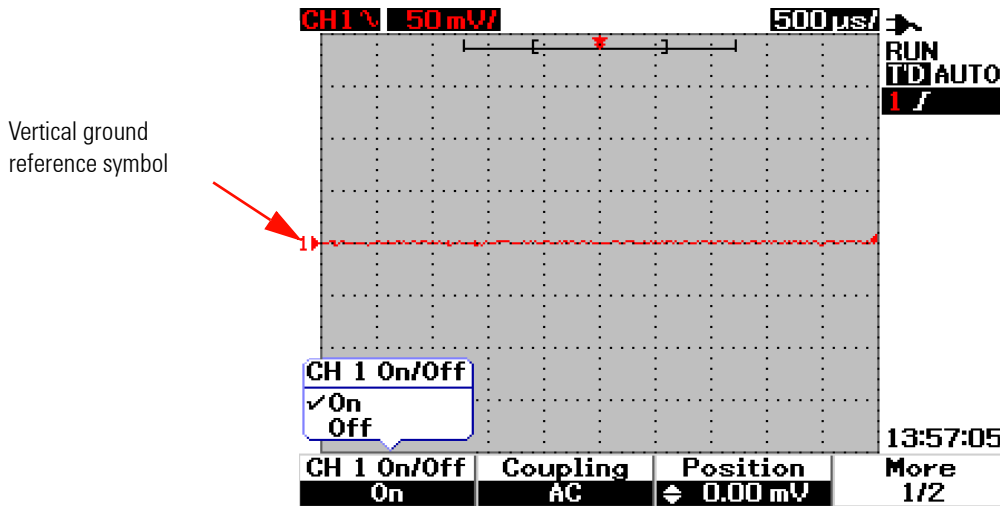 CH1 50 mV/ 500 µs/
RUN
T'D AUTO
1
Vertical ground
reference symbol
1
CH 1 On/Off
On
Off
13:57:05
CH 1 On/Off Coupling Position More
On AC 0.00 mV 1/2